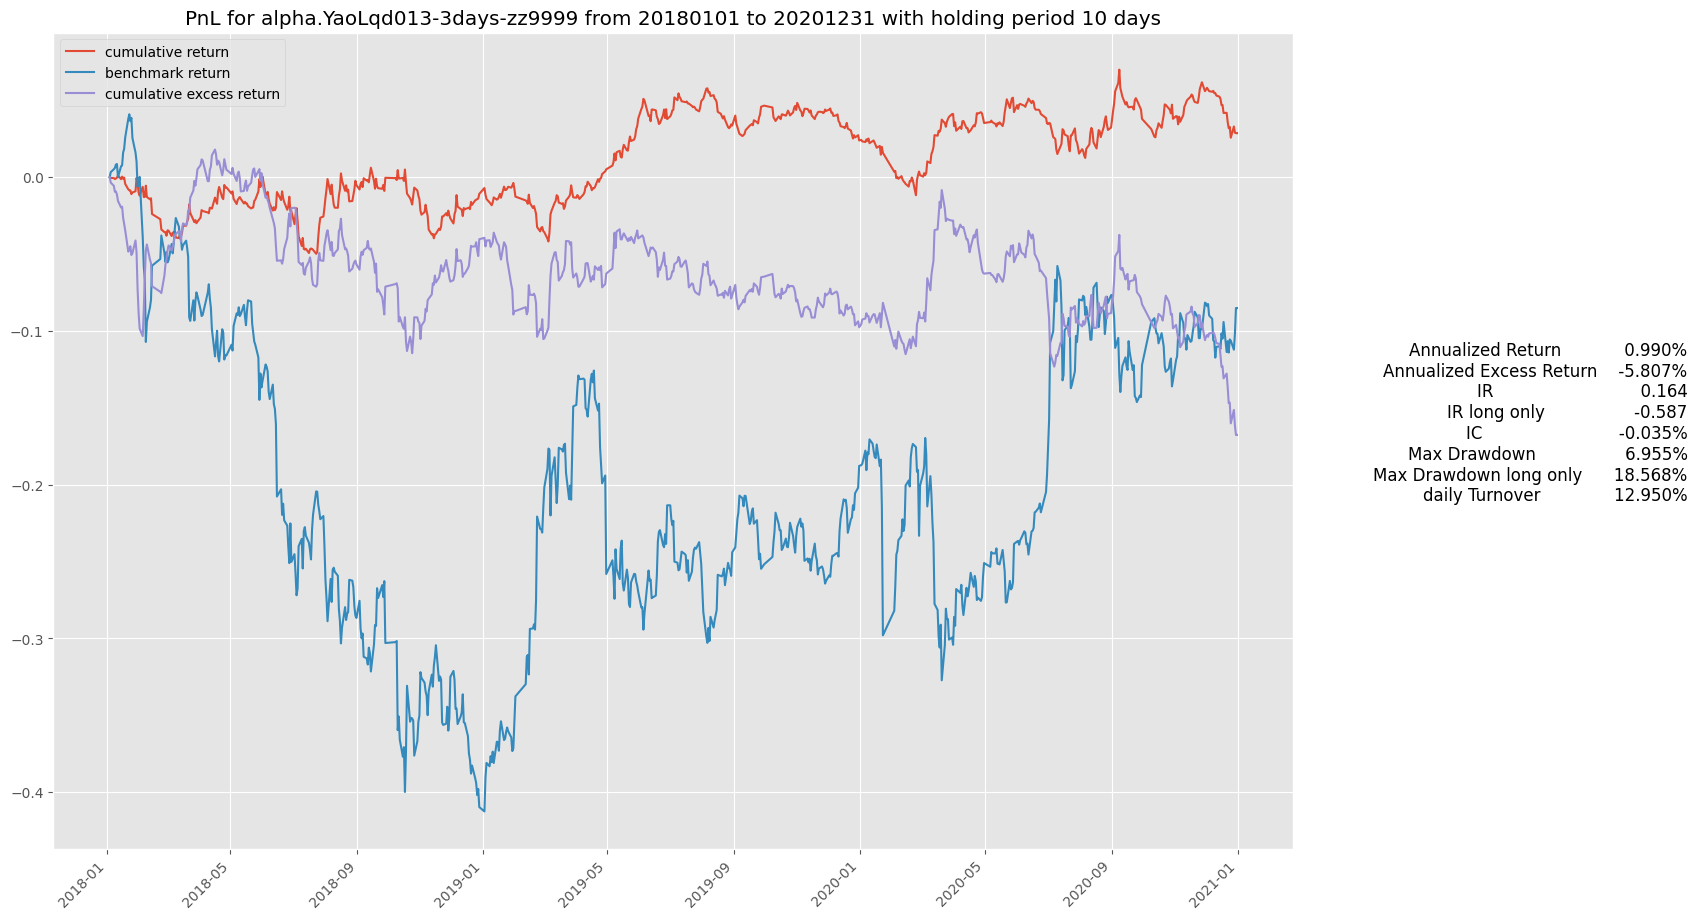 PnL for alpha.YaoLqd013-3days-zz9999 from 20180101 to 20201231 with holding period 10 days
cumulative return
benchmark return
cumulative excess return
0.0
−0.1
−0.2
−0.3
−0.4
2018-01
2018-05
2018-09
2019-01
2019-05
2019-09
2020-01
2020-05
2020-09
2021-01
Annualized Return 0.990%
Annualized Excess Return -5.807%
IR 0.164
IR long only -0.587
IC -0.035%
Max Drawdown 6.955%
Max Drawdown long only 18.568%
daily Turnover 12.950%